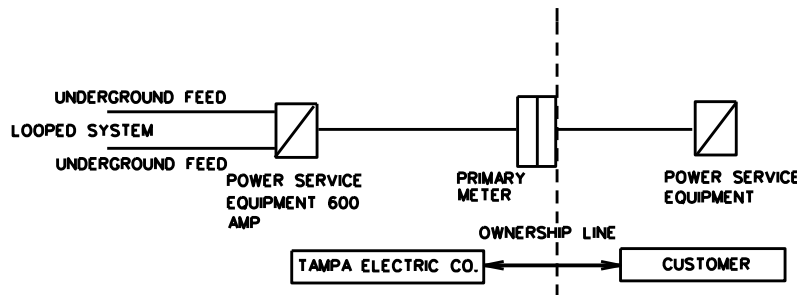 UNDERGROUND FEED
LOOPED SYSTEM
UNDERGROUND FEED
POWER SERVICE
EQUIPMENT 600
AMP
PRIMARY
METER
POWER SERVICE
EQUIPMENT
OWNERSHIP LINE
TAMPA ELECTRIC CO.
CUSTOMER